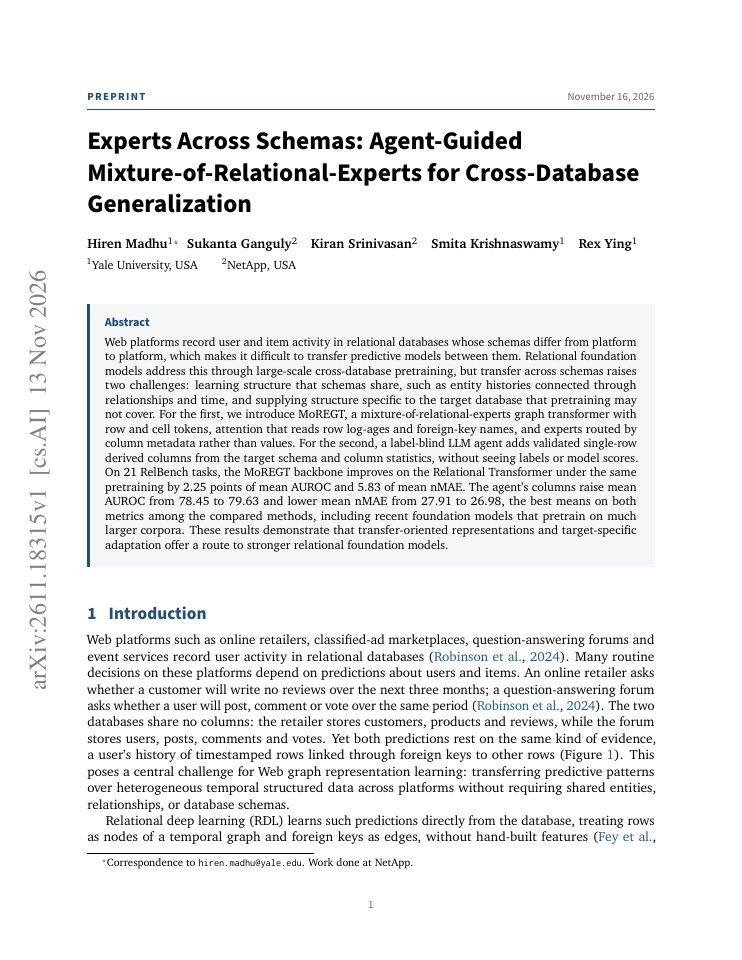 PREPRINT
November 16, 2026
Experts Across Schemas: Agent-Guided
Mixture-of-Relational-Experts for Cross-Database
Generalization
Hiren Madhu1* Sukanta Ganguly2 Kiran Srinivasan2 Smita Krishnaswamy1 Rex Ying1
1Yale University, USA 2NetApp, USA
arXiv:2611.18315v1 [cs.AI] 13 Nov 2026
Abstract
Web platforms record user and item activity in relational databases whose schemas differ from platform
to platform, which makes it difficult to transfer predictive models between them. Relational foundation
models address this through large-scale cross-database pretraining, but transfer across schemas raises
two challenges: learning structure that schemas share, such as entity histories connected through
relationships and time, and supplying structure specific to the target database that pretraining may
not cover. For the first, we introduce MoREGT, a mixture-of-relational-experts graph transformer with
row and cell tokens, attention that reads row log-ages and foreign-key names, and experts routed by
column metadata rather than values. For the second, a label-blind LLM agent adds validated single-row
derived columns from the target schema and column statistics, without seeing labels or model scores.
On 21 RelBench tasks, the MoREGT backbone improves on the Relational Transformer under the same
pretraining by 2.25 points of mean AUROC and 5.83 of mean nMAE. The agent's columns raise mean
AUROC from 78.45 to 79.63 and lower mean nMAE from 27.91 to 26.98, the best means on both
metrics among the compared methods, including recent foundation models that pretrain on much
larger corpora. These results demonstrate that transfer-oriented representations and target-specific
adaptation offer a route to stronger relational foundation models.
1 Introduction
Web platforms such as online retailers, classified-ad marketplaces, question-answering forums and
event services record user activity in relational databases (Robinson et al., 2024). Many routine
decisions on these platforms depend on predictions about users and items. An online retailer asks
whether a customer will write no reviews over the next three months; a question-answering forum
asks whether a user will post, comment or vote over the same period (Robinson et al., 2024). The two
databases share no columns: the retailer stores customers, products and reviews, while the forum
stores users, posts, comments and votes. Yet both predictions rest on the same kind of evidence,
a user's history of timestamped rows linked through foreign keys to other rows (Figure 1). This
poses a central challenge for Web graph representation learning: transferring predictive patterns
over heterogeneous temporal structured data across platforms without requiring shared entities,
relationships, or database schemas.
Relational deep learning (RDL) learns such predictions directly from the database, treating rows
as nodes of a temporal graph and foreign keys as edges, without hand-built features (Fey et al.,
*Correspondence to hiren.madhu@yale.edu. Work done at NetApp.
1